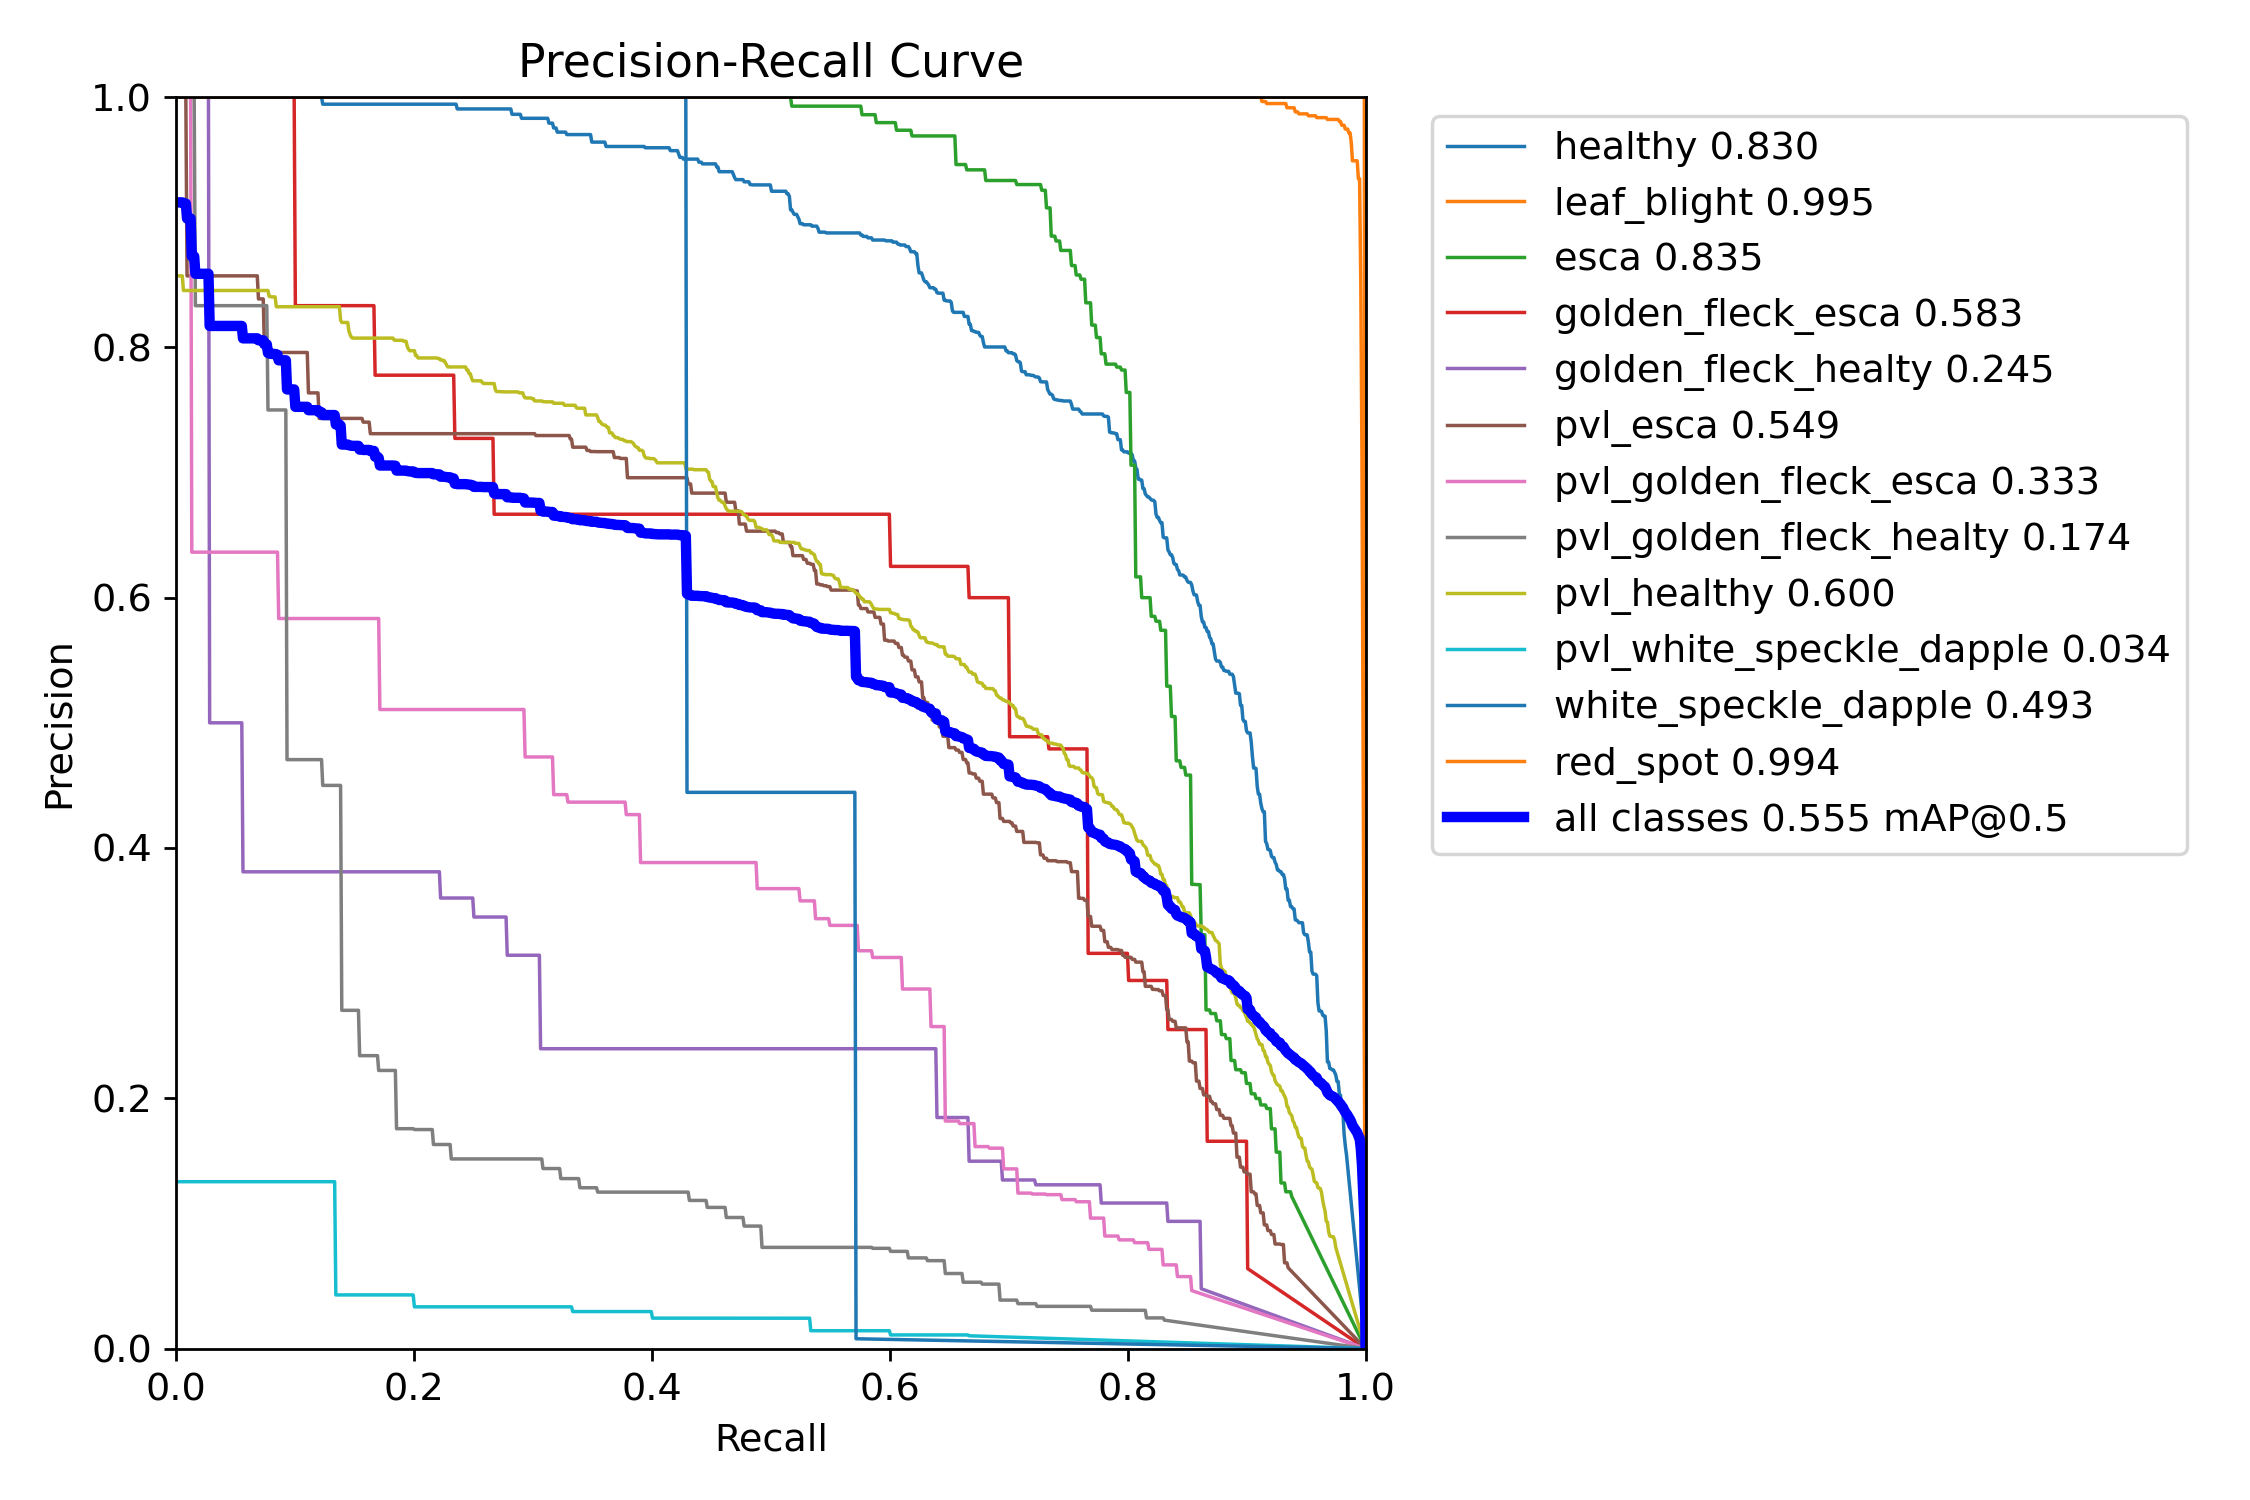 Precision-Recall Curve
1.0
0.8
0.6
0.4
0.2
0.0
Precision
0.0 0.2 0.4 0.6 0.8 1.0
Recall
healthy 0.830
leaf_blight 0.995
esca 0.835
golden_fleck_esca 0.583
golden_fleck_healty 0.245
pvl_esca 0.549
pvl_golden_fleck_esca 0.333
pvl_golden_fleck_healty 0.174
pvl_healthy 0.600
pvl_white_speckle_dapple 0.034
white_speckle_dapple 0.493
red_spot 0.994
all classes 0.555 mAP@0.5